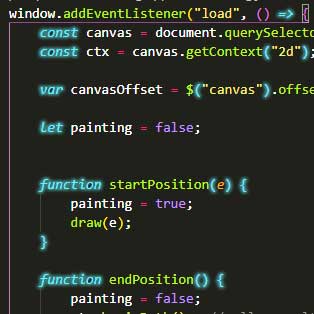 window.addEventListener("load", () => {
const canvas = document.querySelecto
const ctx = canvas.getContext("2d");
var canvasOffset = $("canvas").offs
let painting = false;
function startPosition(e) {
painting = true;
draw(e);
}
function endPosition() {
painting = false;